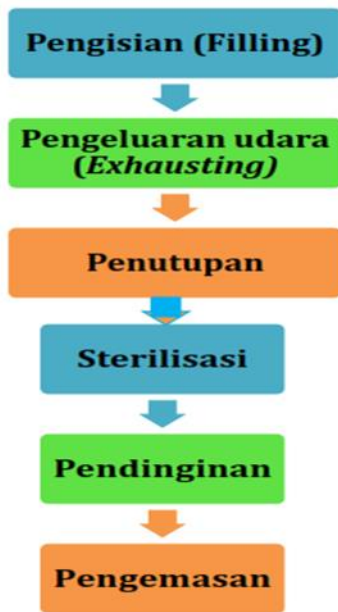 Pengisian (Filling)
Pengeluaran udara
(Exhausting)
Penutupan
Sterilisasi
Pendinginan
Pengemasan